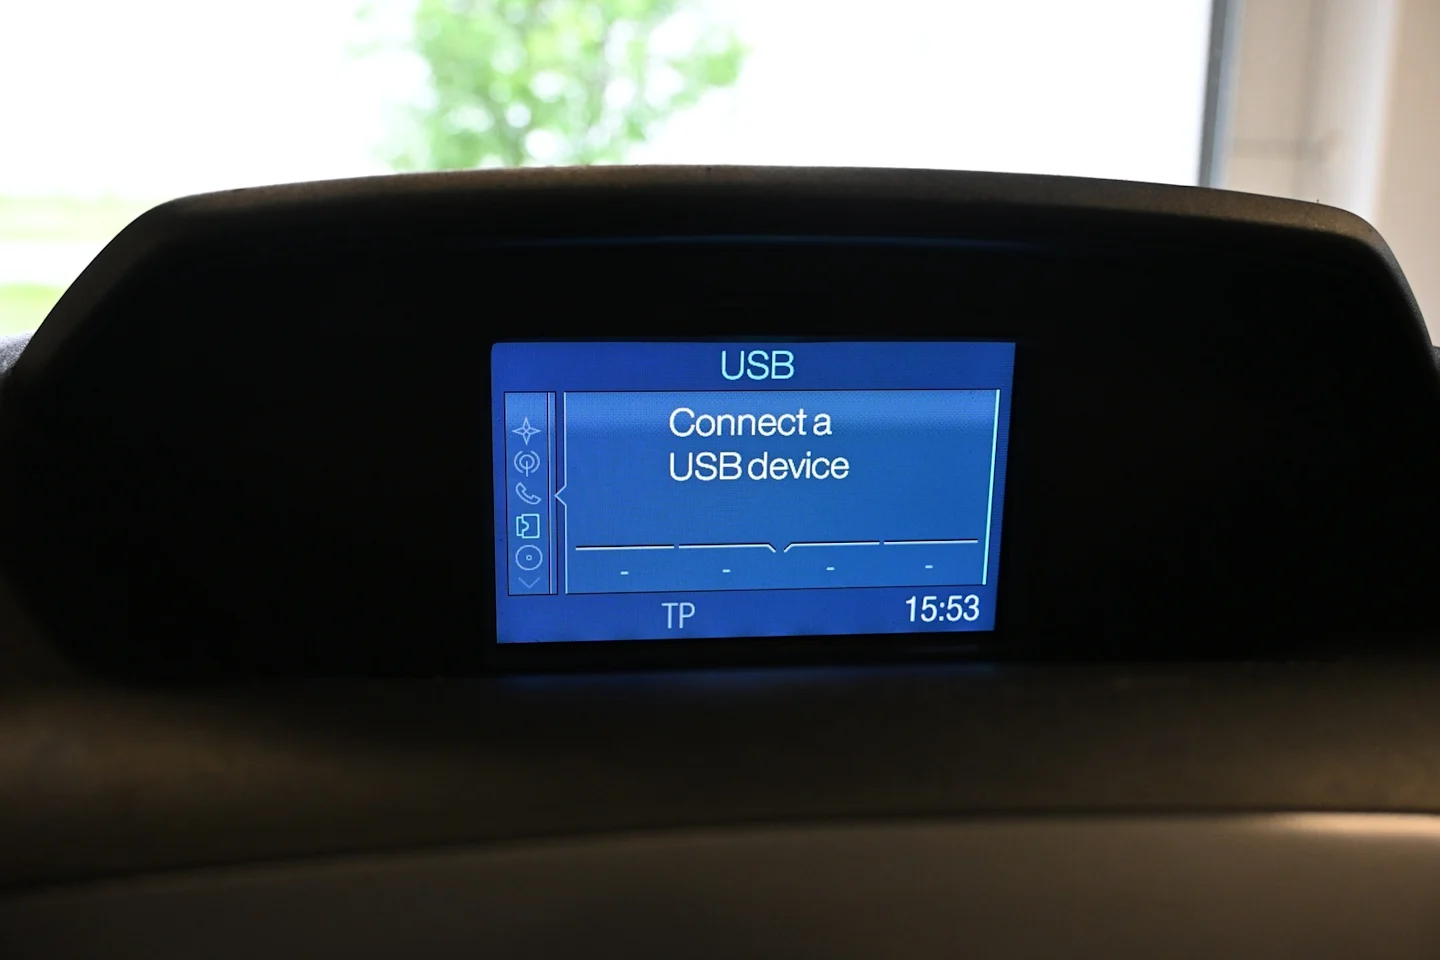 USB
Connect a
USB device
- - - -
TP 15:53